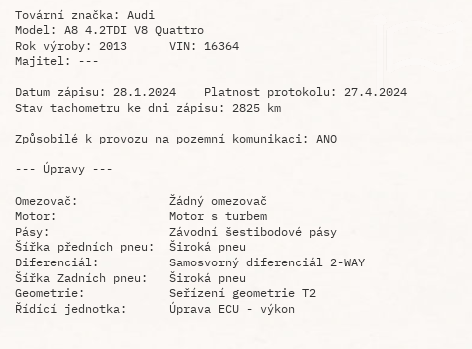 Tovární značka: Audi
Model: A8 4.2TDI V8 Quattro
Rok výroby: 2013 VIN: 16364
Majitel: ---
Datum zápisu: 28.1.2024 Platnost protokolu: 27.4.2024
Stav tachometru ke dni zápisu: 2825 km
Způsobilé k provozu na pozemní komunikaci: ANO
--- Úpravy ---
Omezovač: Žádný omezovač
Motor: Motor s turbem
Pásy: Závodní šestibodové pásy
Šířka předních pneu: Široká pneu
Diferenciál: Samosvorný diferenciál 2-WAY
Šířka Zadních pneu: Široká pneu
Geometrie: Seřízení geometrie T2
Řídící jednotka: Úprava ECU - výkon